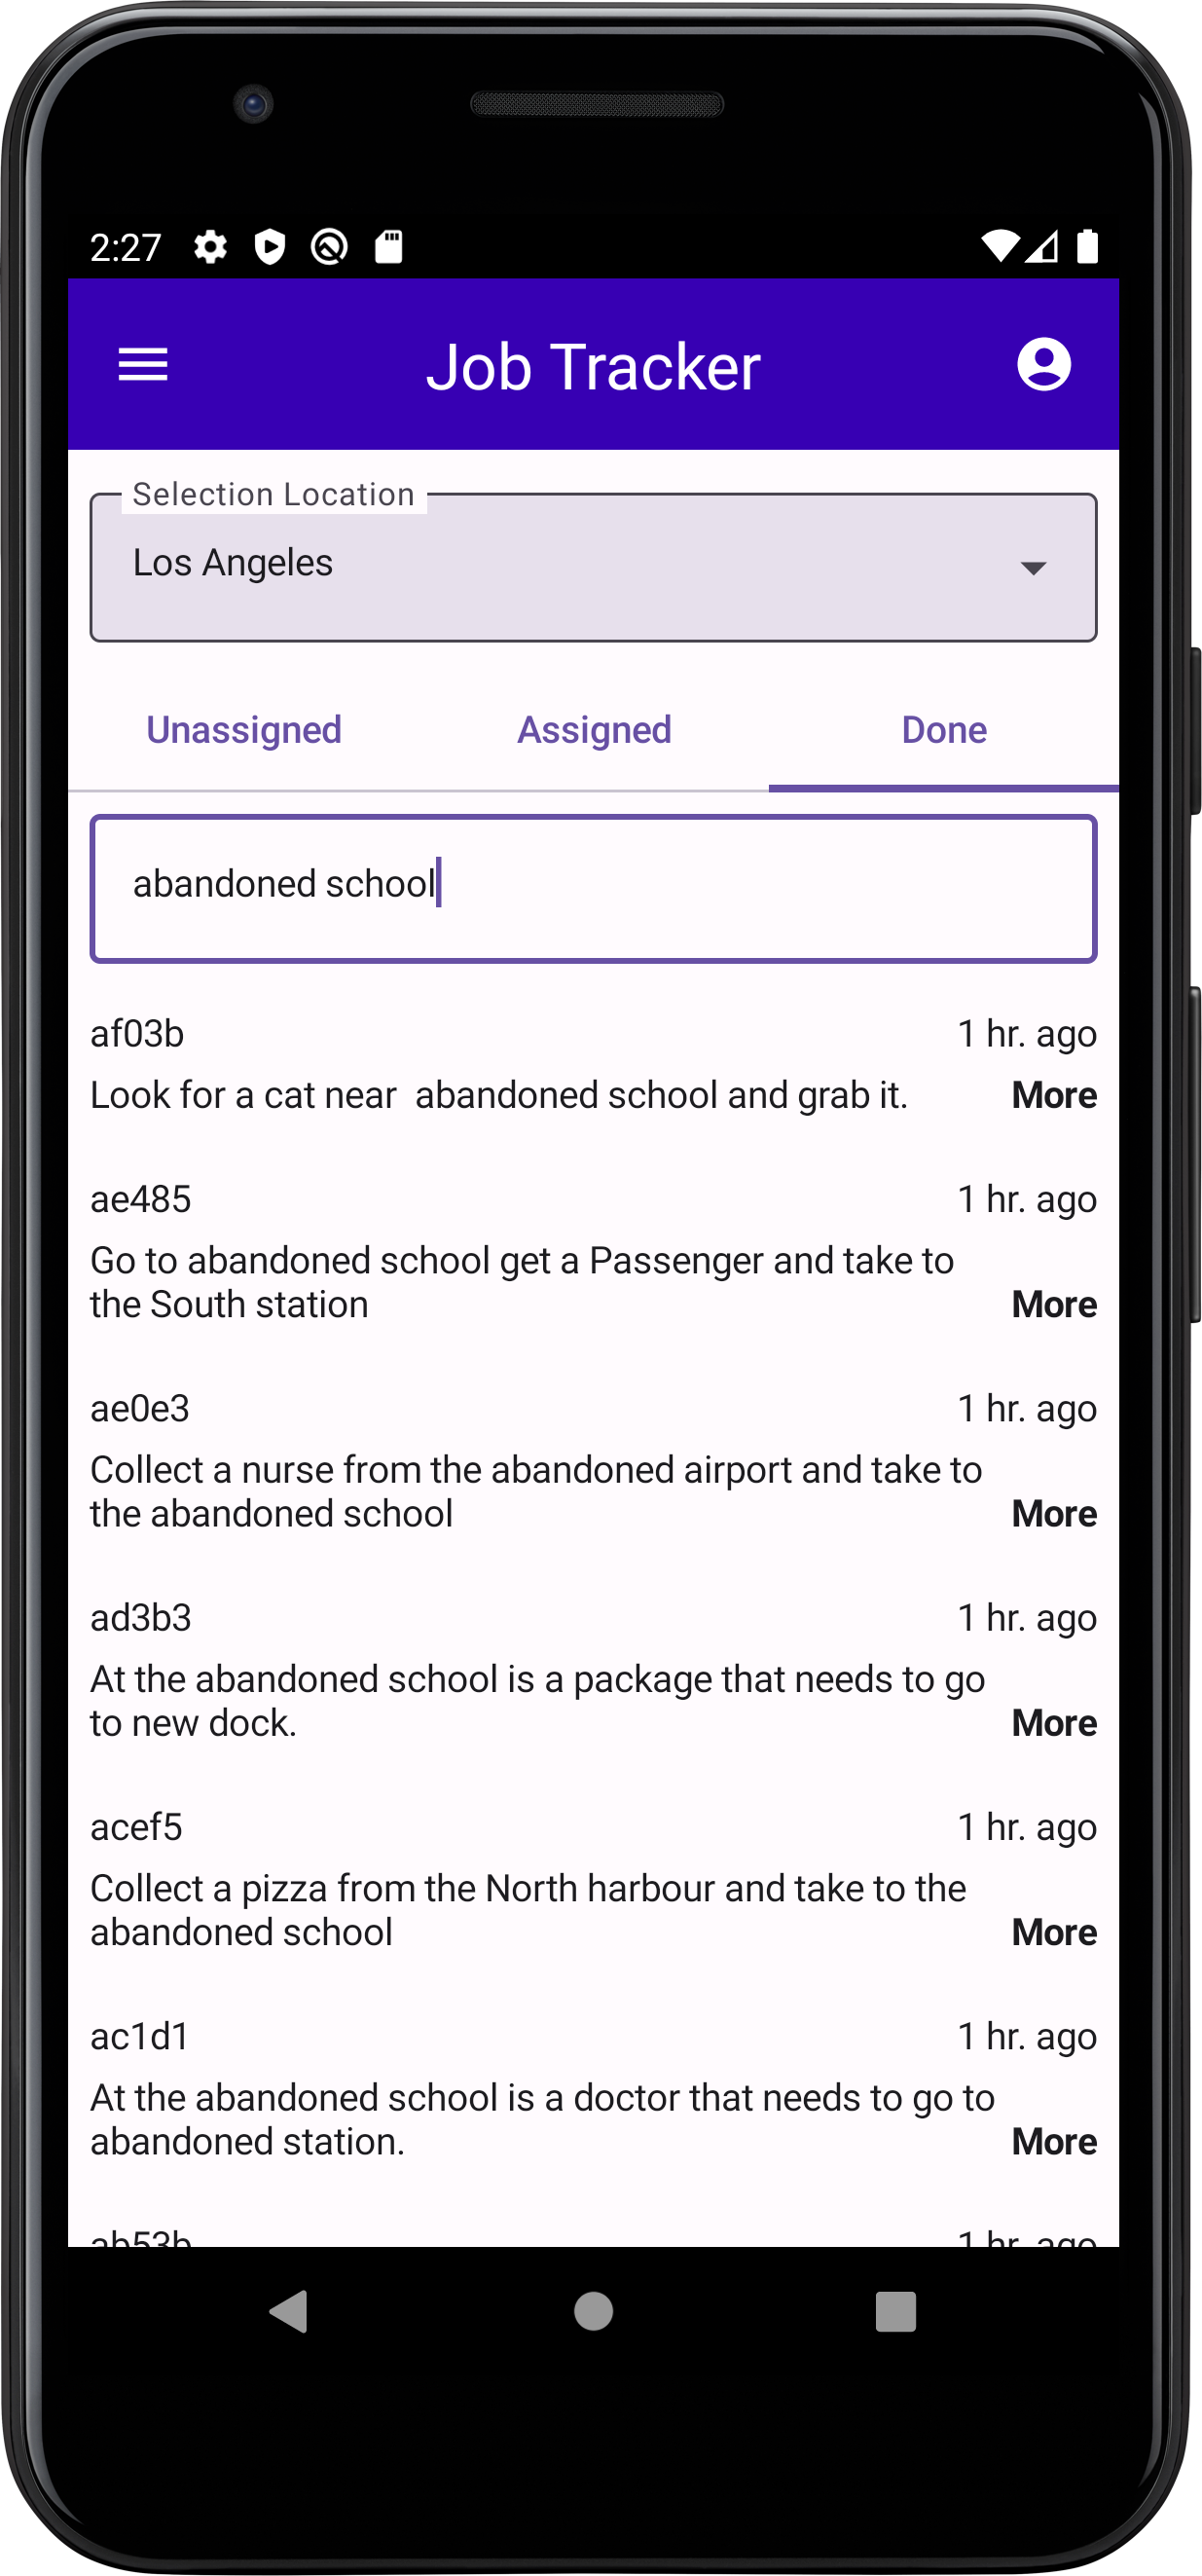 2:27
Job Tracker
Selection Location
Los Angeles
Unassigned Assigned Done
abandoned school
af03b 1 hr. ago
Look for a cat near  abandoned school and grab it. More
ae485 1 hr. ago
Go to abandoned school get a Passenger and take to
the South station More
ae0e3 1 hr. ago
Collect a nurse from the abandoned airport and take to
the abandoned school More
ad3b3 1 hr. ago
At the abandoned school is a package that needs to go
to new dock. More
acef5 1 hr. ago
Collect a pizza from the North harbour and take to the
abandoned school More
ac1d1 1 hr. ago
At the abandoned school is a doctor that needs to go to
abandoned station. More
ab53b 1 hr. ago